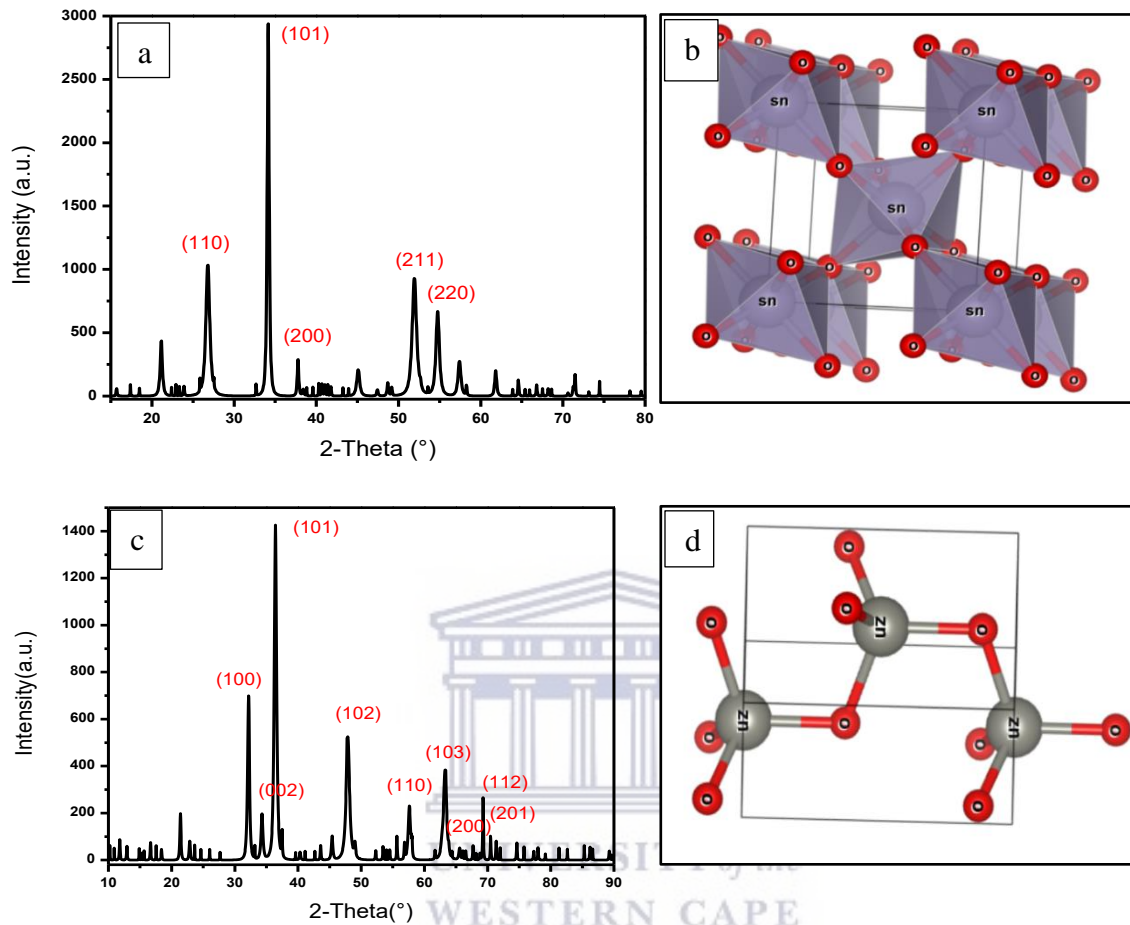 a
3000
2500
2000
1500
1000
500
0
Intensity (a.u.)
(101)
(110)
(200)
(211)
(220)
20 30 40 50 60 70 80
2-Theta (°)
b
O O O O O O O
O O O
sn sn
O O O O O O
O O
sn
O O O O O O O
O O O
sn sn
O O O O O O
c
1400
1200
1000
800
600
400
200
0
Intensity(a.u.)
(101)
(100)
(002)
(102)
(110)
(103)
(200)
(112)
(201)
10 20 30 40 50 60 70 80 90
2-Theta(°)
d
O
O O
zn O
O
zn O zn O
O O
O O
UNIVERSITY of the
WESTERN CAPE